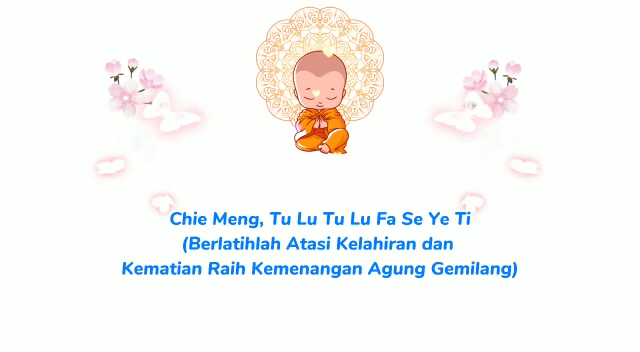 Chie Meng, Tu Lu Tu Lu Fa Se Ye Ti
(Berlatihlah Atasi Kelahiran dan
Kematian Raih Kemenangan Agung Gemilang)